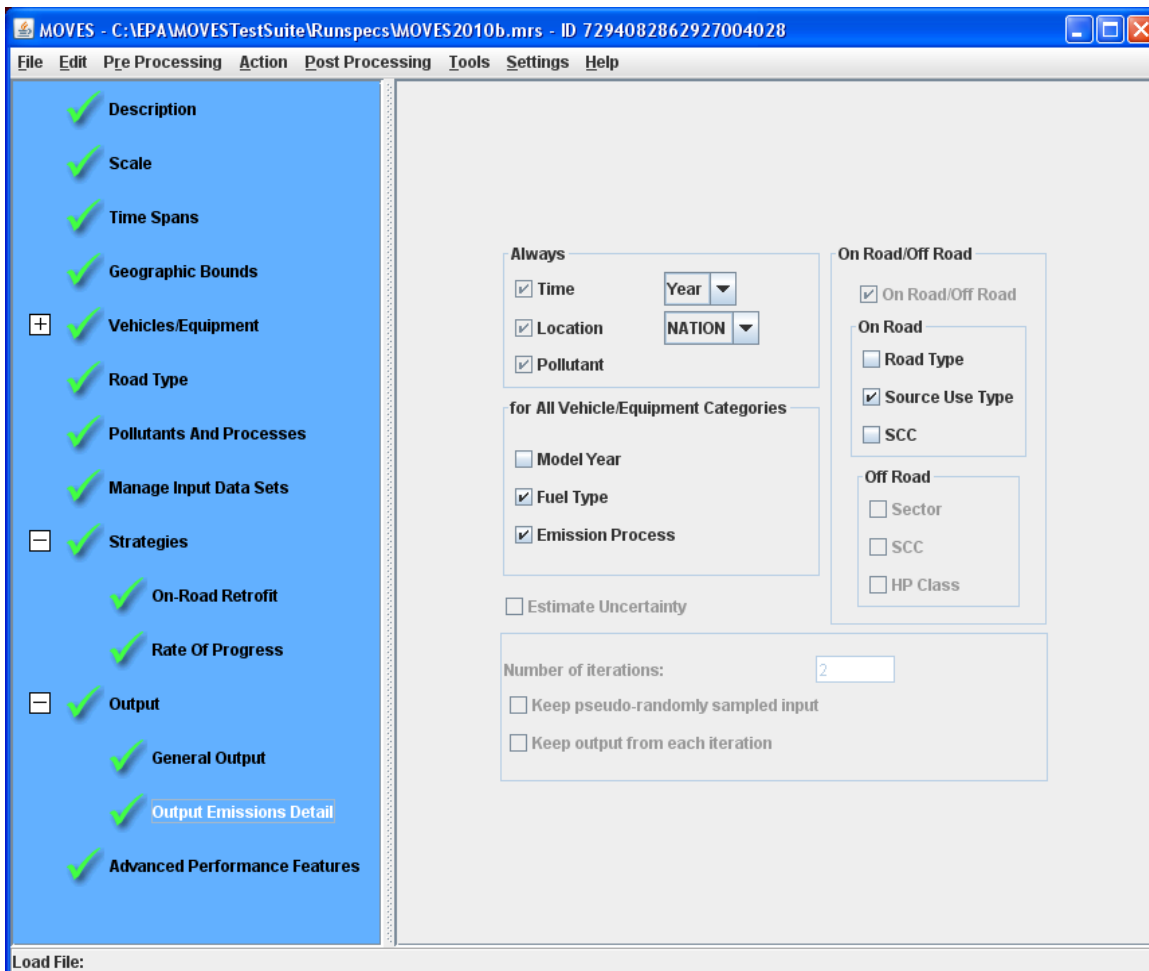 MOVES - C:\EPA\MOVESTestSuite\Runspecs\MOVES2010b.mrs - ID 7294082862927004028
File Edit Pre Processing Action Post Processing Tools Settings Help
Description
Scale
Time Spans
Geographic Bounds
Vehicles/Equipment
Road Type
Pollutants And Processes
Manage Input Data Sets
Strategies
On-Road Retrofit
Rate Of Progress
Output
General Output
Output Emissions Detail
Advanced Performance Features
Always
Time Year
Location NATION
Pollutant
for All Vehicle/Equipment Categories
Model Year
Fuel Type
Emission Process
Estimate Uncertainty
On Road/Off Road
On Road/Off Road
On Road
Road Type
Source Use Type
SCC
Off Road
Sector
SCC
HP Class
Number of iterations: 2
Keep pseudo-randomly sampled input
Keep output from each iteration
Load File: